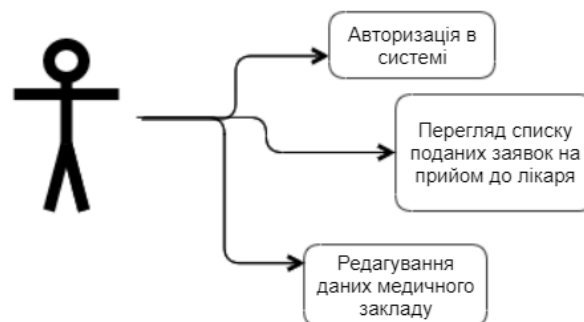 Авторизація в
системі
Перегляд списку
поданих заявок на
прийом до лікаря
Редагування
даних медичного
закладу